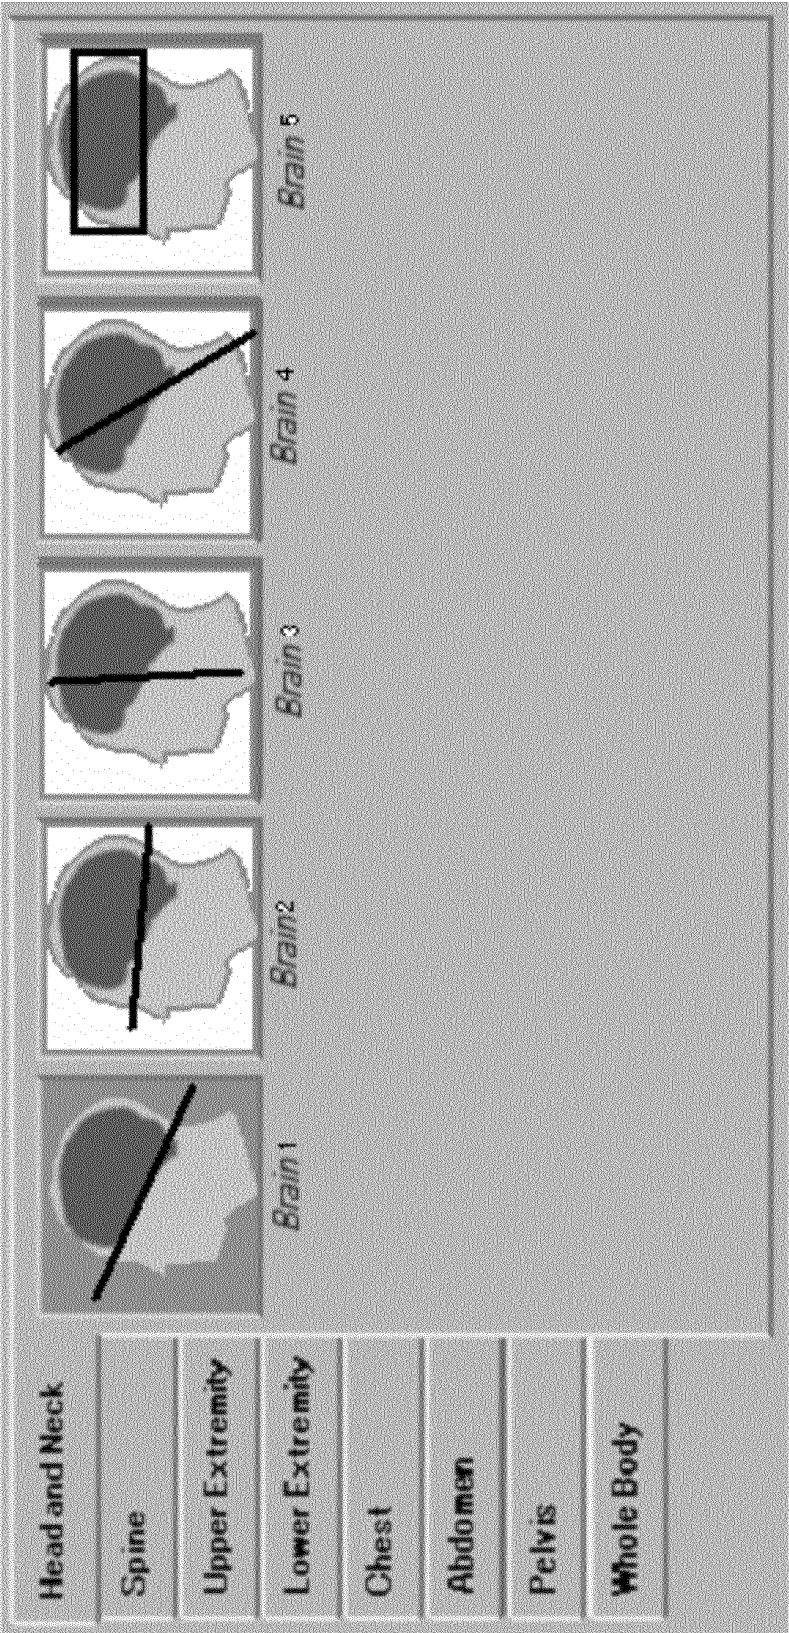 Head and Neck
Spine
Upper Extremity
Lower Extremity
Chest
Abdomen
Pelvis
Whole Body
Brain 1
Brain2
Brain 3
Brain 4
Brain 5